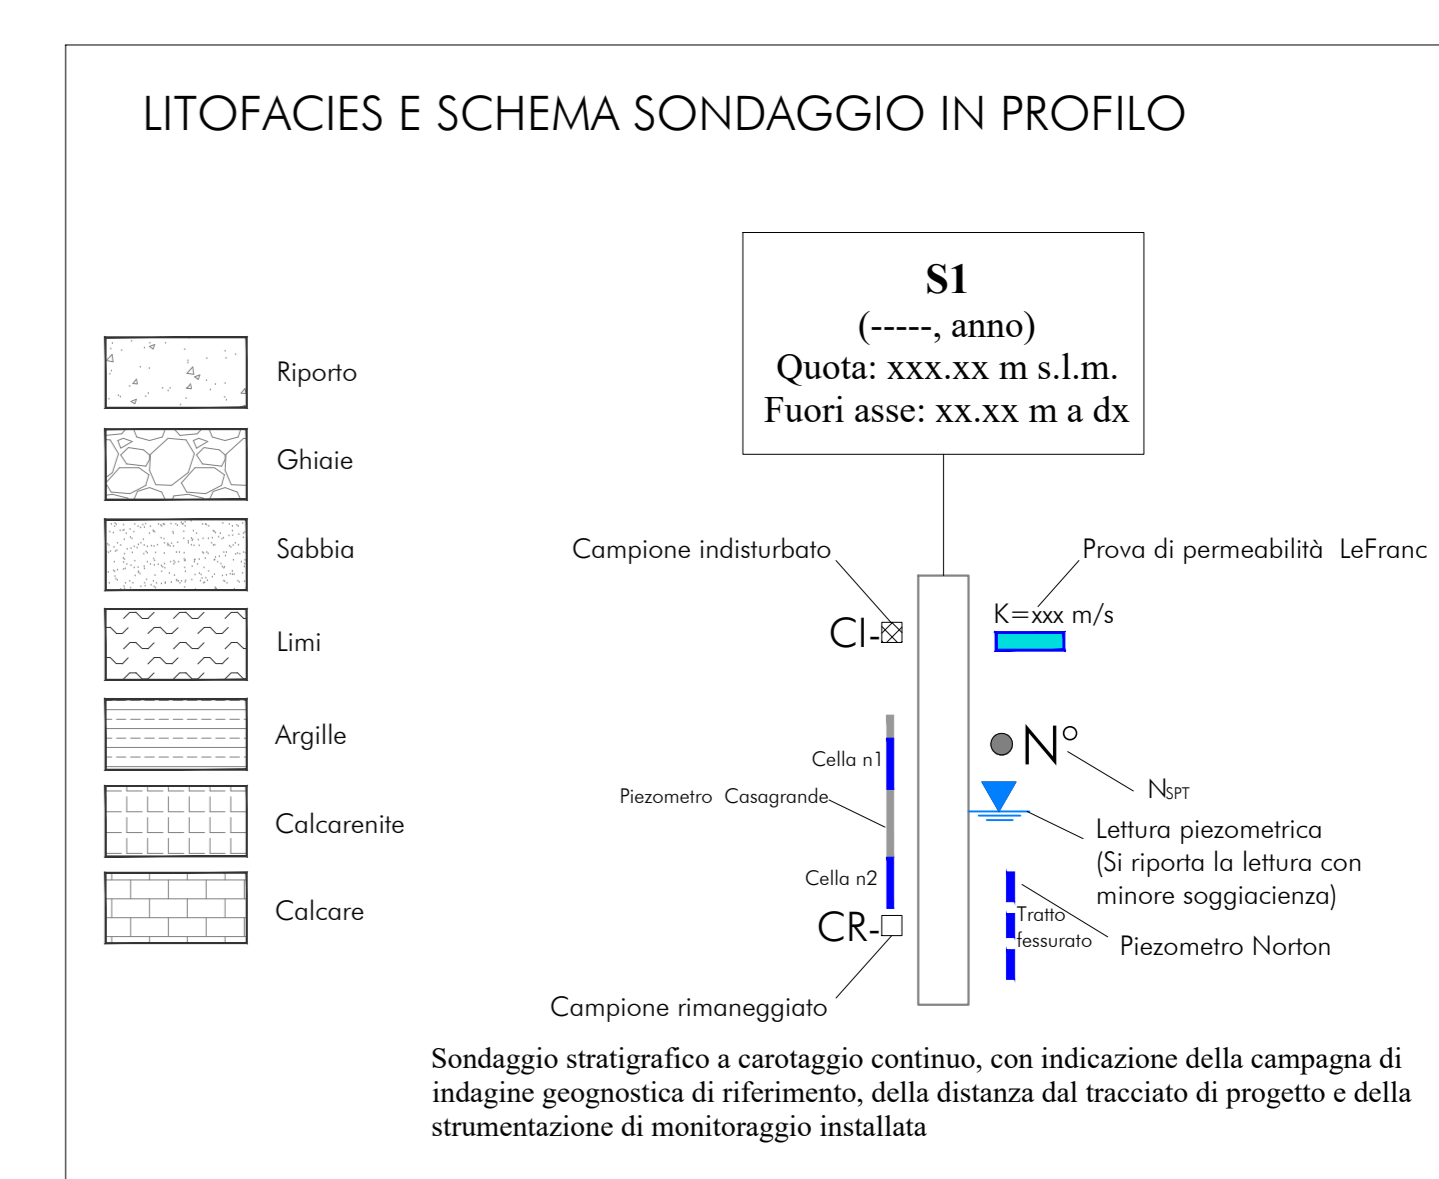 LITOFACIES E SCHEMA SONDAGGIO IN PROFILO
S1
(-----, anno)
Quota: xxx.xx m s.l.m.
Fuori asse: xx.xx m a dx
Riporto
Ghiaie
Sabbia
Limi
Argille
Calcarenite
Calcare
Campione indisturbato
Prova di permeabilità LeFranc
K=xxx m/s
CI-
Cella n1
N°
Piezometro Casagrande
NSPT
Lettura piezometrica
(Si riporta la lettura con
minore soggiacienza)
Cella n2
CR-
Tratto
fessurato
Piezometro Norton
Campione rimaneggiato
Sondaggio stratigrafico a carotaggio continuo, con indicazione della campagna di
indagine geognostica di riferimento, della distanza dal tracciato di progetto e della
strumentazione di monitoraggio installata